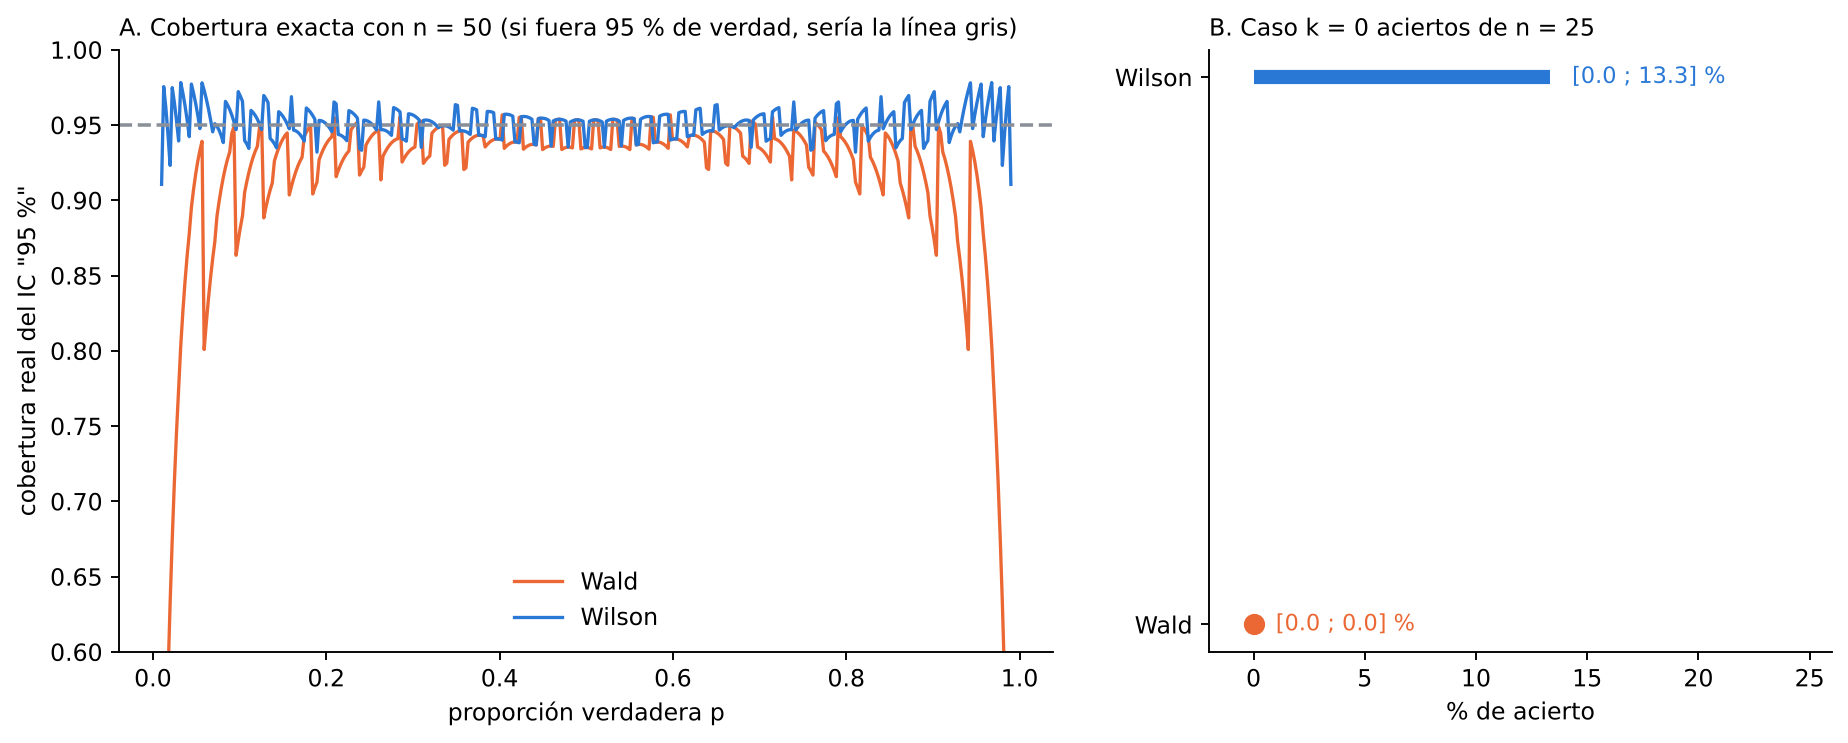 A. Cobertura exacta con n = 50 (si fuera 95 % de verdad, sería la línea gris)
cobertura real del IC "95 %"
1.00
0.95
0.90
0.85
0.80
0.75
0.70
0.65
0.60
Wald
Wilson
0.0 0.2 0.4 0.6 0.8 1.0
proporción verdadera p
B. Caso k = 0 aciertos de n = 25
Wilson
[0.0 ; 13.3] %
Wald
[0.0 ; 0.0] %
0 5 10 15 20 25
% de acierto